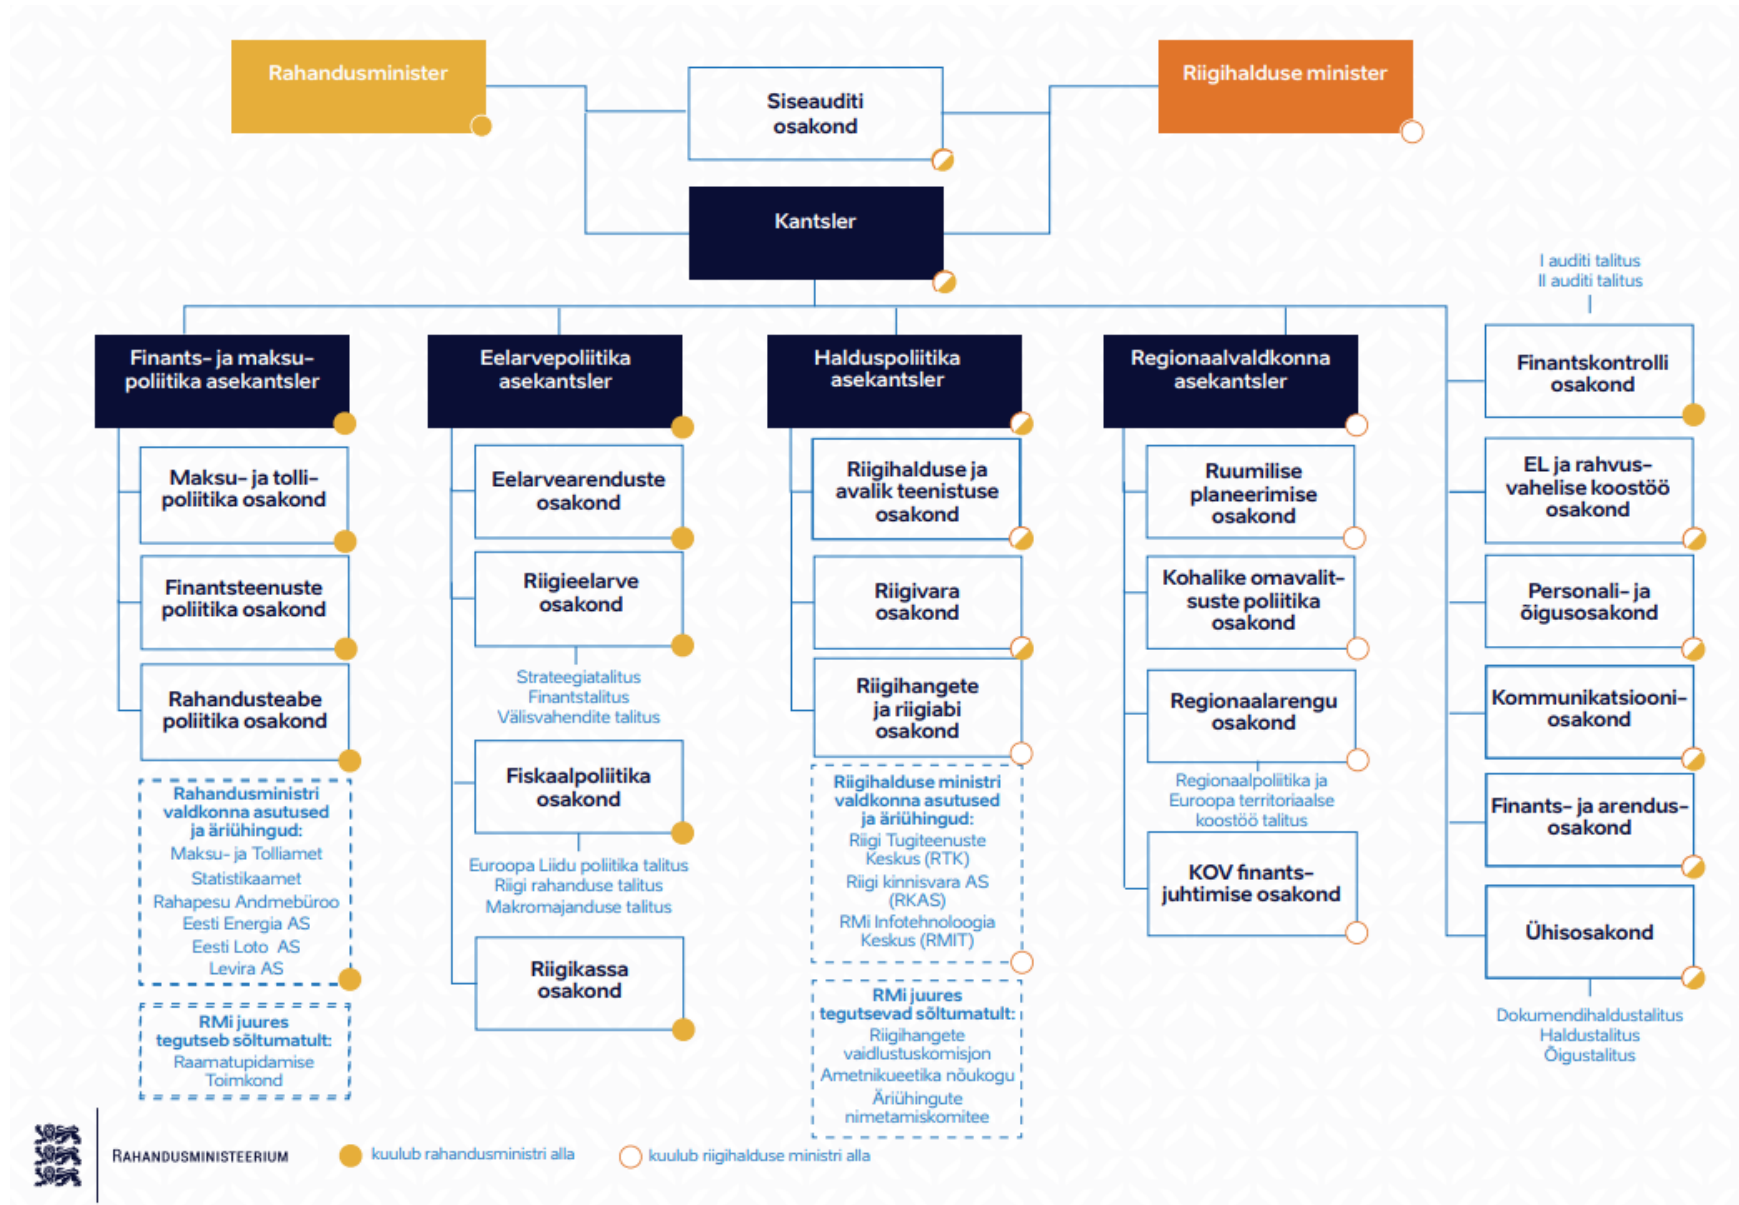 Rahandusminister
Siseauditi
osakond
Riigihalduse minister
Kantsler
Finants- ja maksu-
poliitika asekantsler
Maksu- ja tolli-
poliitika osakond
Finantsteenuste
poliitika osakond
Rahandusteabe
poliitika osakond
Rahandusministri
valdkonna asutused
ja äriühingud:
Maksu- ja Tolliamet
Statistikaamet
Rahapesu Andmebüroo
Eesti Energia AS
Eesti Loto AS
Levira AS
RMi juures
tegutseb sõltumatult:
Raamatupidamise
Toimkond
Eelarvepoliitika
asekantsler
Eelarvearenduste
osakond
Riigieelarve
osakond
Strateegiatalitus
Finantstalitus
Välisvahendite talitus
Fiskaalpoliitika
osakond
Euroopa Liidu poliitika talitus
Riigi rahanduse talitus
Makromajanduse talitus
Riigikassa
osakond
Halduspoliitika
asekantsler
Riigihalduse ja
avalik teenistuse
osakond
Riigivara
osakond
Riigihangete
ja riigiabi
osakond
Riigihalduse ministri
valdkonna asutused
ja äriühingud:
Riigi Tugiteenuste
Keskus (RTK)
Riigi kinnisvara AS
(RKAS)
RMi Infotehnoloogia
Keskus (RMIT)
RMi juures
tegutsevad sõltumatult:
Riigihangete
vaidlustuskomisjon
Ametnikueetika nõukogu
Äriühingute
nimetamiskomitee
Regionaalvaldkonna
asekantsler
Ruumilise
planeerimise
osakond
Kohalike omavalit-
suste poliitika
osakond
Regionaalarengu
osakond
Regionaalpoliitika ja
Euroopa territoriaalse
koostöö talitus
KOV finants-
juhtimise osakond
I auditi talitus
II auditi talitus
Finantskontrolli
osakond
EL ja rahvus-
vahelise koostöö
osakond
Personali- ja
õigusosakond
Kommunikatsiooni-
osakond
Finants- ja arendus-
osakond
Ühisosakond
Dokumendihaldustalitus
Haldustalitus
Õigustalitus
RAHANDUSMINISTEERIUM
kuulub rahandusministri alla
kuulub riigihalduse ministri alla